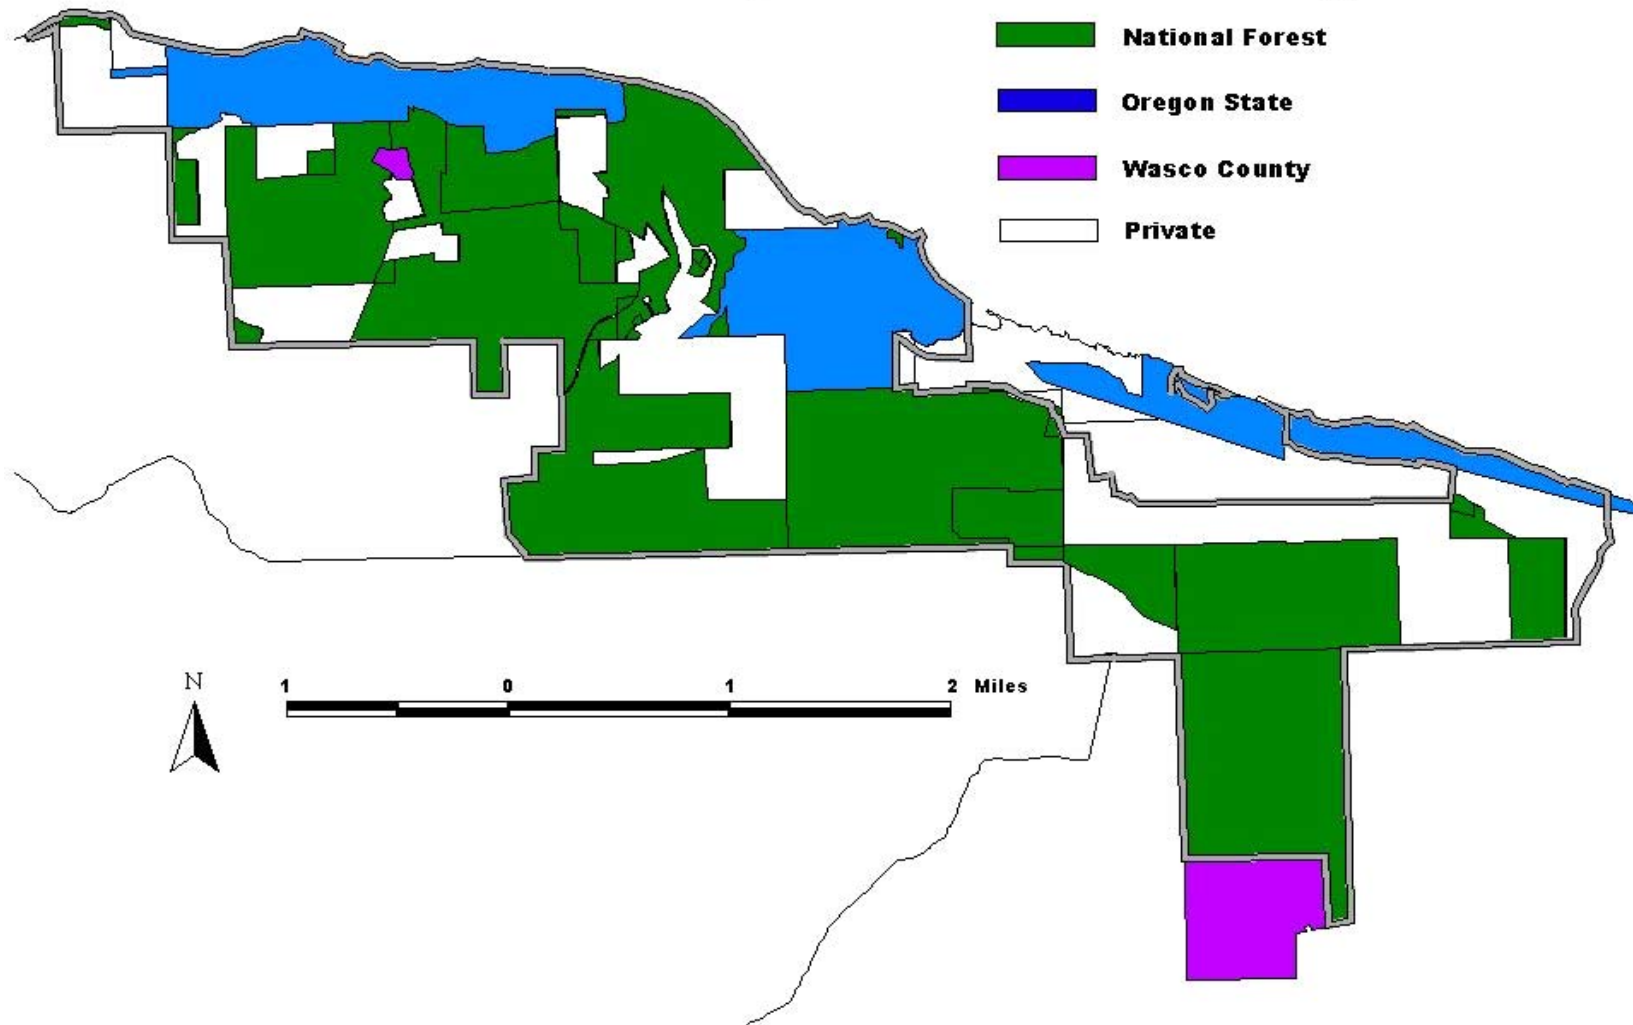 National Forest
Oregon State
Wasco County
Private
N
1 0 1 2 Miles